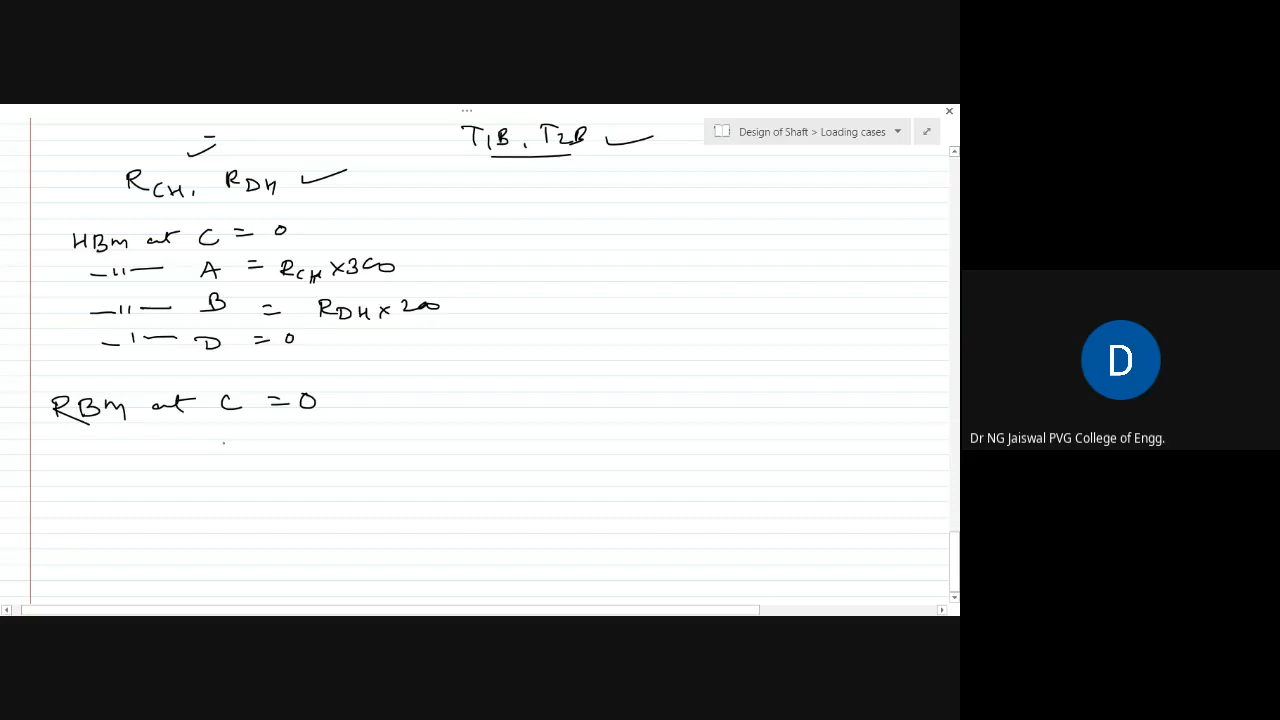 Design of Shaft > Loading cases
T1B, T2B
RCH, RDH
HBM at C = 0
—"— A = RCH × 300
—"— B = RDH × 200
—"— D = 0
RBM at C = 0
D
Dr NG Jaiswal PVG College of Engg.